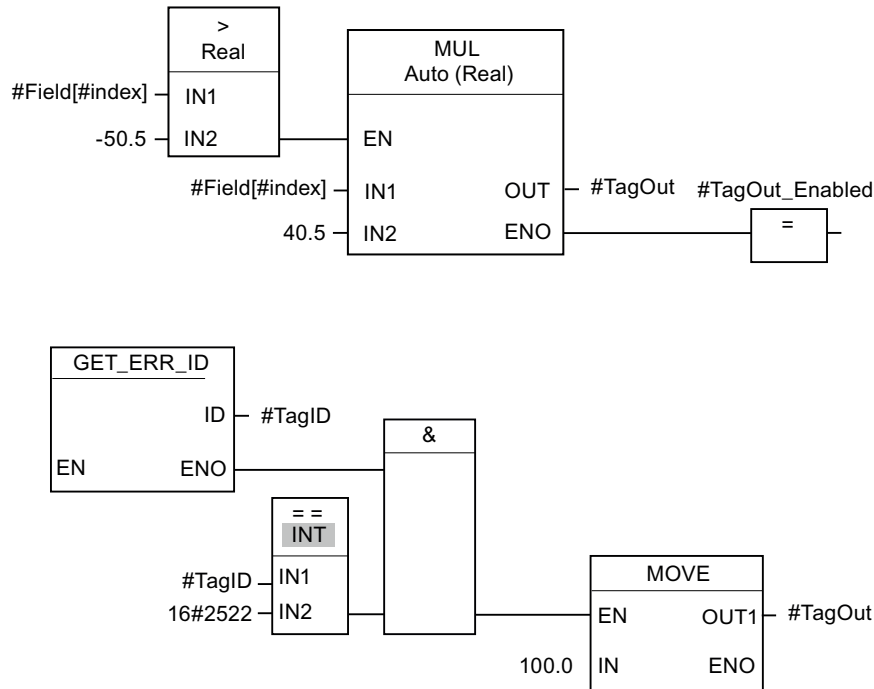 >
Real
#Field[#index] IN1
-50.5 IN2
MUL
Auto (Real)
EN
#Field[#index] IN1 OUT #TagOut
40.5 IN2 ENO
#TagOut_Enabled
=
GET_ERR_ID
ID #TagID
EN ENO
&
==
INT
#TagID IN1
16#2522 IN2
MOVE
EN OUT1 #TagOut
100.0 IN ENO